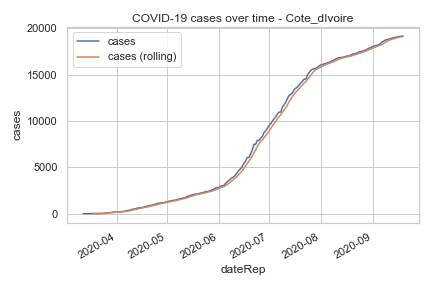 COVID-19 cases over time - Cote_dIvoire
cases
cases (rolling)
20000
15000
10000
5000
0
cases
2020-04
2020-05
2020-06
2020-07
2020-08
2020-09
dateRep